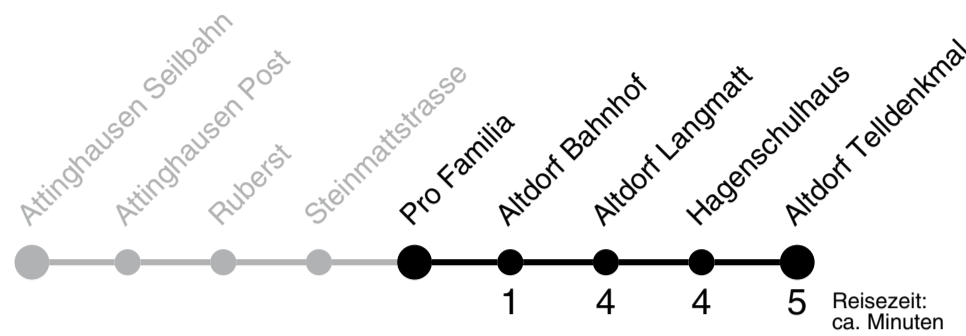 Attinghausen Seilbahn
Attinghausen Post
Ruberst
Steinmattstrasse
Pro Familia
Altdorf Bahnhof
Altdorf Langmatt
Hagenschulhaus
Altdorf Telldenkmal
1 4 4 5
Reisezeit:
ca. Minuten